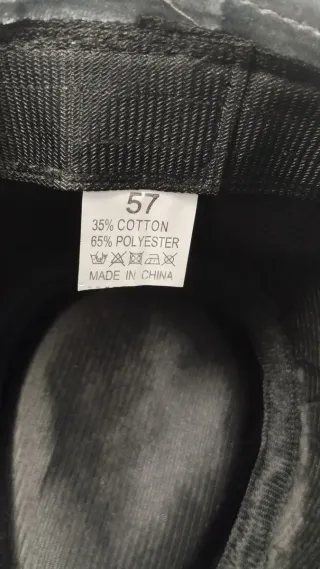 57
35% COTTON
65% POLYESTER
MADE IN CHINA